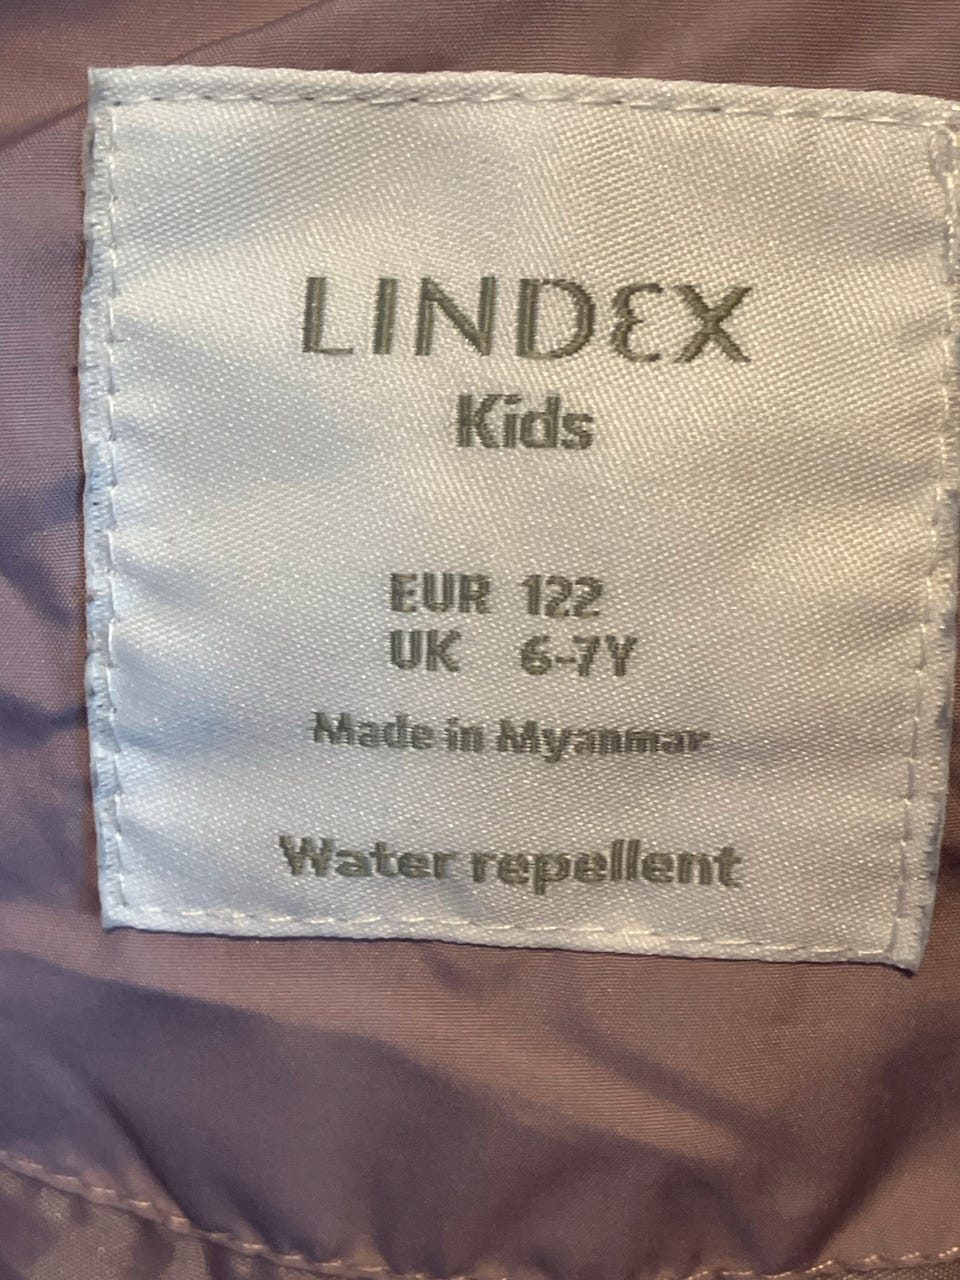 LINDEX
Kids
EUR 122
UK 6-7Y
Made in Myanmar
Water repellent